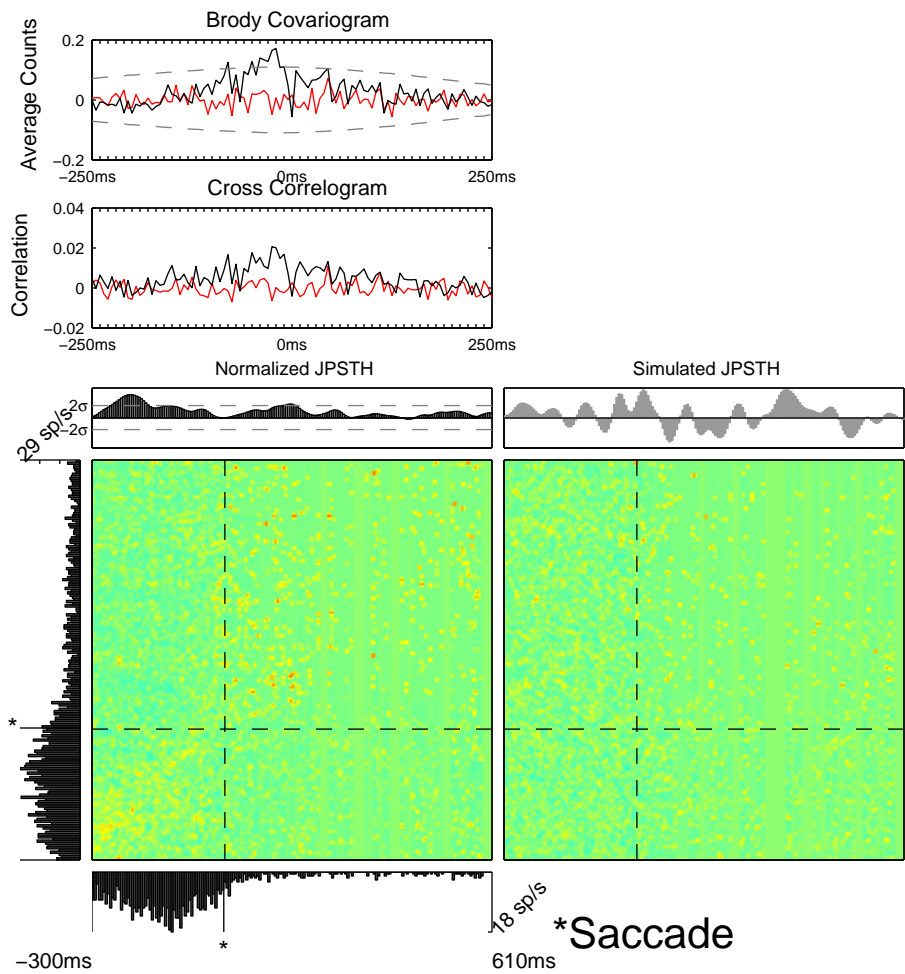 Brody Covariogram
Average Counts
0.2
0
−0.2
−250ms
0ms
250ms
Cross Correlogram
Correlation
0.04
0.02
0
−0.02
−250ms
0ms
250ms
Normalized JPSTH
Simulated JPSTH
29 sp/s
2σ
−2σ
*
*
18 sp/s
*Saccade
−300ms
610ms